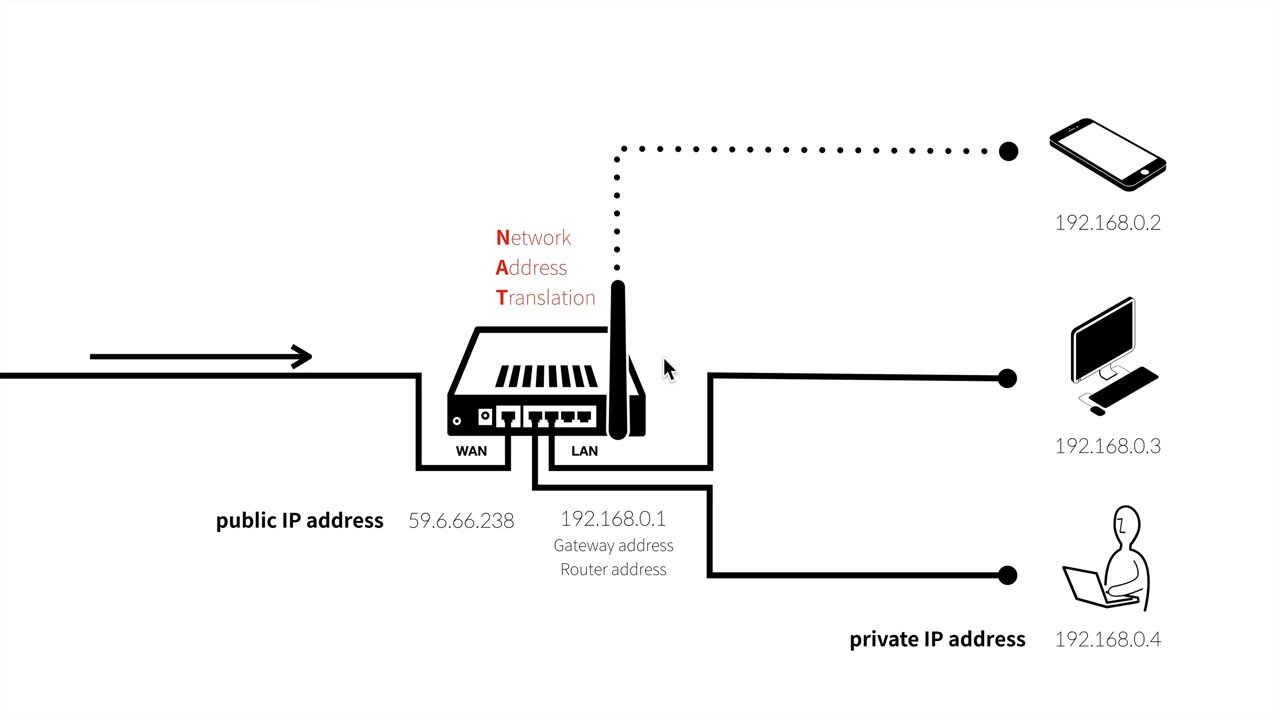 192.168.0.2
Network
Address
Translation
192.168.0.3
WAN
LAN
public IP address
59.6.66.238
192.168.0.1
Gateway address
Router address
private IP address
192.168.0.4